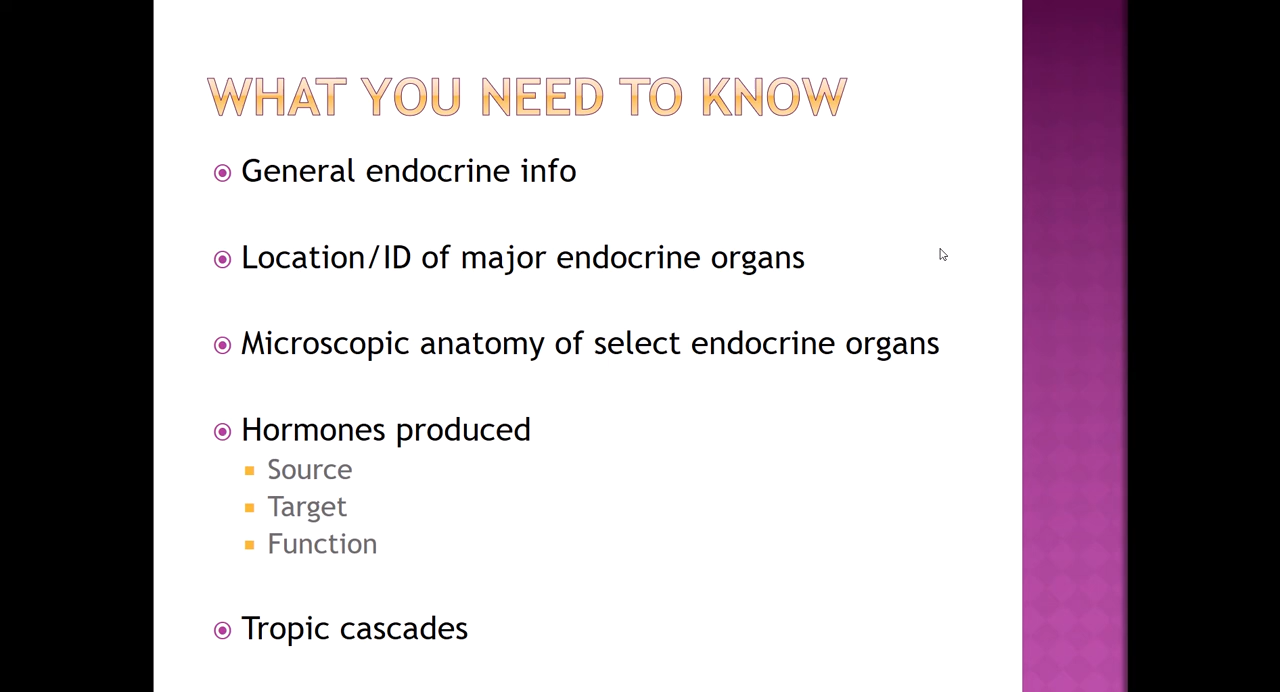 WHAT YOU NEED TO KNOW
General endocrine info
Location/ID of major endocrine organs
Microscopic anatomy of select endocrine organs
Hormones produced
Source
Target
Function
Tropic cascades